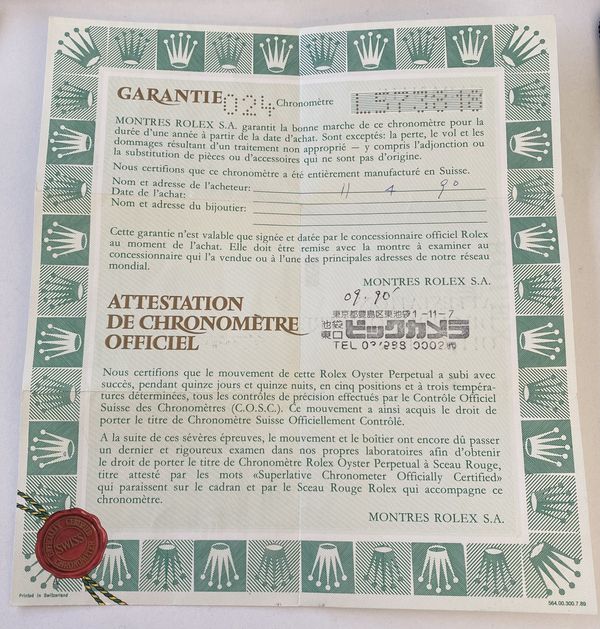 GARANTIE 024 Chronomètre
MONTRES ROLEX S.A. garantit la bonne marche de ce chronomètre pour la
durée d'une année à partir de la date d'achat. Sont exceptés: la perte, le vol et les
dommages résultant d'un traitement non approprié – y compris l'adjonction ou
la substitution de pièces ou d'accessoires qui ne sont pas d'origine.
Nous certifions que ce chronomètre a été entièrement manufacturé en Suisse.
Nom et adresse de l'acheteur:
Date de l'achat: 11 4 90
Nom et adresse du bijoutier:
Cette garantie n'est valable que signée et datée par le concessionnaire officiel Rolex
au moment de l'achat. Elle doit être remise avec la montre à examiner au
concessionnaire qui l'a vendue ou à l'une des principales adresses de notre réseau
mondial.
MONTRES ROLEX S.A.
09.90
ATTESTATION
DE CHRONOMÈTRE
OFFICIEL
東京都豊島区東池袋1-11-7
池袋東口 ビックカメラ
Nous certifions que le mouvement de cette Rolex Oyster Perpetual a subi avec
succès, pendant quinze jours et quinze nuits, en cinq positions et à trois tempéra-
tures déterminées, tous les contrôles de précision effectués par le Contrôle Officiel
Suisse des Chronomètres (C.O.S.C.). Ce mouvement a ainsi acquis le droit de
porter le titre de Chronomètre Suisse Officiellement Contrôlé.
A la suite de ces sévères épreuves, le mouvement et le boîtier ont encore dû passer
un dernier et rigoureux examen dans nos propres laboratoires afin d'obtenir
le droit de porter le titre de Chronomètre Rolex Oyster Perpetual à Sceau Rouge,
titre attesté par les mots «Superlative Chronometer Officially Certified»
qui paraissent sur le cadran et par le Sceau Rouge Rolex qui accompagne ce
chronomètre.
MONTRES ROLEX S.A.
SWISS
Printed in Switzerland
564.00.300.7.89